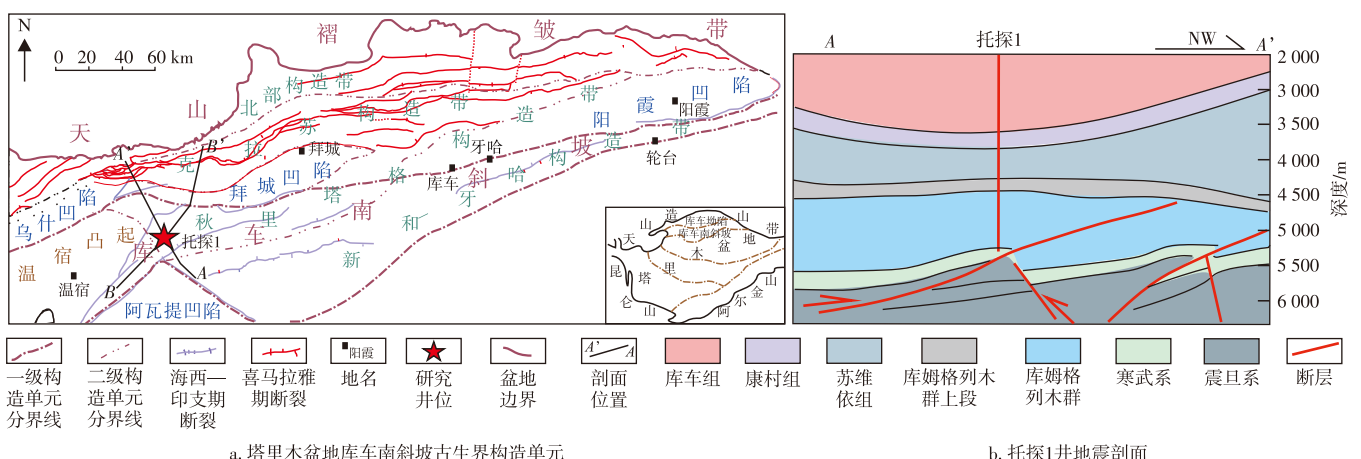 N
0 20 40 60 km
天 山 褶 皱 带
北 部 构 造 带
克 拉 苏 构 造 带
乌 什 凹 陷
拜 城 凹 陷
阳 霞 凹 陷
秋 里 塔 格 构 造 带
库 车 南 斜 坡
新 和 牙 哈 构 造 带
温 宿 凸 起
阿瓦提凹陷
A'
B'
A
B
托探1
温宿
拜城
库车
牙哈
轮台
阳霞
天 山 造 山 带
库车坳陷
库车南斜坡
塔 里 木 盆 地
昆 仑 山
阿 尔 金 山
A
托探1
NW
A'
2 000
3 000
3 500
4 000
4 500
5 000
5 500
6 000
深度/m
阳霞
A'
A
一级构造单元分界线
二级构造单元分界线
海西—印支期断裂
喜马拉雅期断裂
地名
研究井位
盆地边界
剖面位置
库车组
康村组
苏维依组
库姆格列木群上段
库姆格列木群
寒武系
震旦系
断层
a. 塔里木盆地库车南斜坡古生界构造单元
b. 托探1井地震剖面